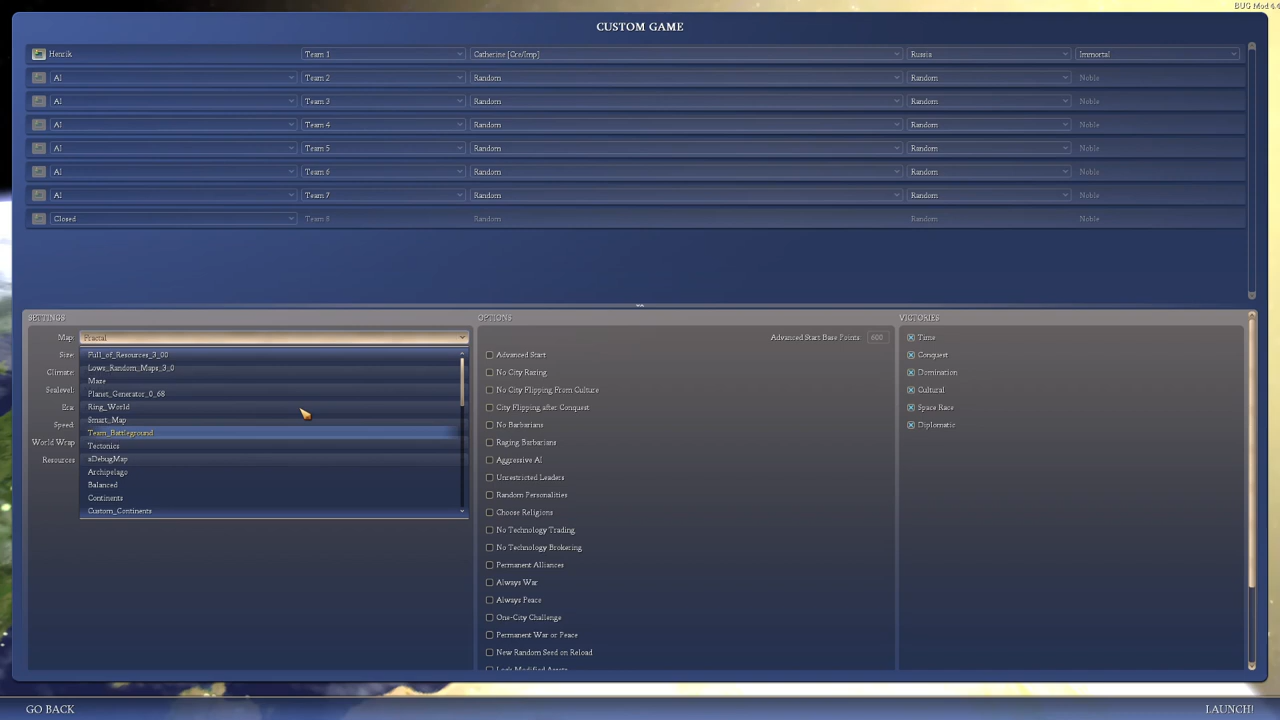 BUG Mod 4.4
CUSTOM GAME
Henrik Team 1 Catherine [Cre/Imp] Russia Immortal
AI Team 2 Random Random Noble
AI Team 3 Random Random Noble
AI Team 4 Random Random Noble
AI Team 5 Random Random Noble
AI Team 6 Random Random Noble
AI Team 7 Random Random Noble
Closed Team 8 Random Random Noble
SETTINGS
Map: Fractal
Size: Full_of_Resources_3_00
Lows_Random_Maps_3_0
Climate: Maze
Sealevel: Planet_Generator_0_68
Era: Ring_World
Smart_Map
Speed: Team_Battleground
World Wrap Tectonics
Resources aDebugMap
Archipelago
Balanced
Continents
Custom_Continents
OPTIONS
Advanced Start Base Points 600
Advanced Start
No City Razing
No City Flipping From Culture
City Flipping after Conquest
No Barbarians
Raging Barbarians
Aggressive AI
Unrestricted Leaders
Random Personalities
Choose Religions
No Technology Trading
No Technology Brokering
Permanent Alliances
Always War
Always Peace
One-City Challenge
Permanent War or Peace
New Random Seed on Reload
Lock Modified Assets
VICTORIES
Time
Conquest
Domination
Cultural
Space Race
Diplomatic
GO BACK
LAUNCH!